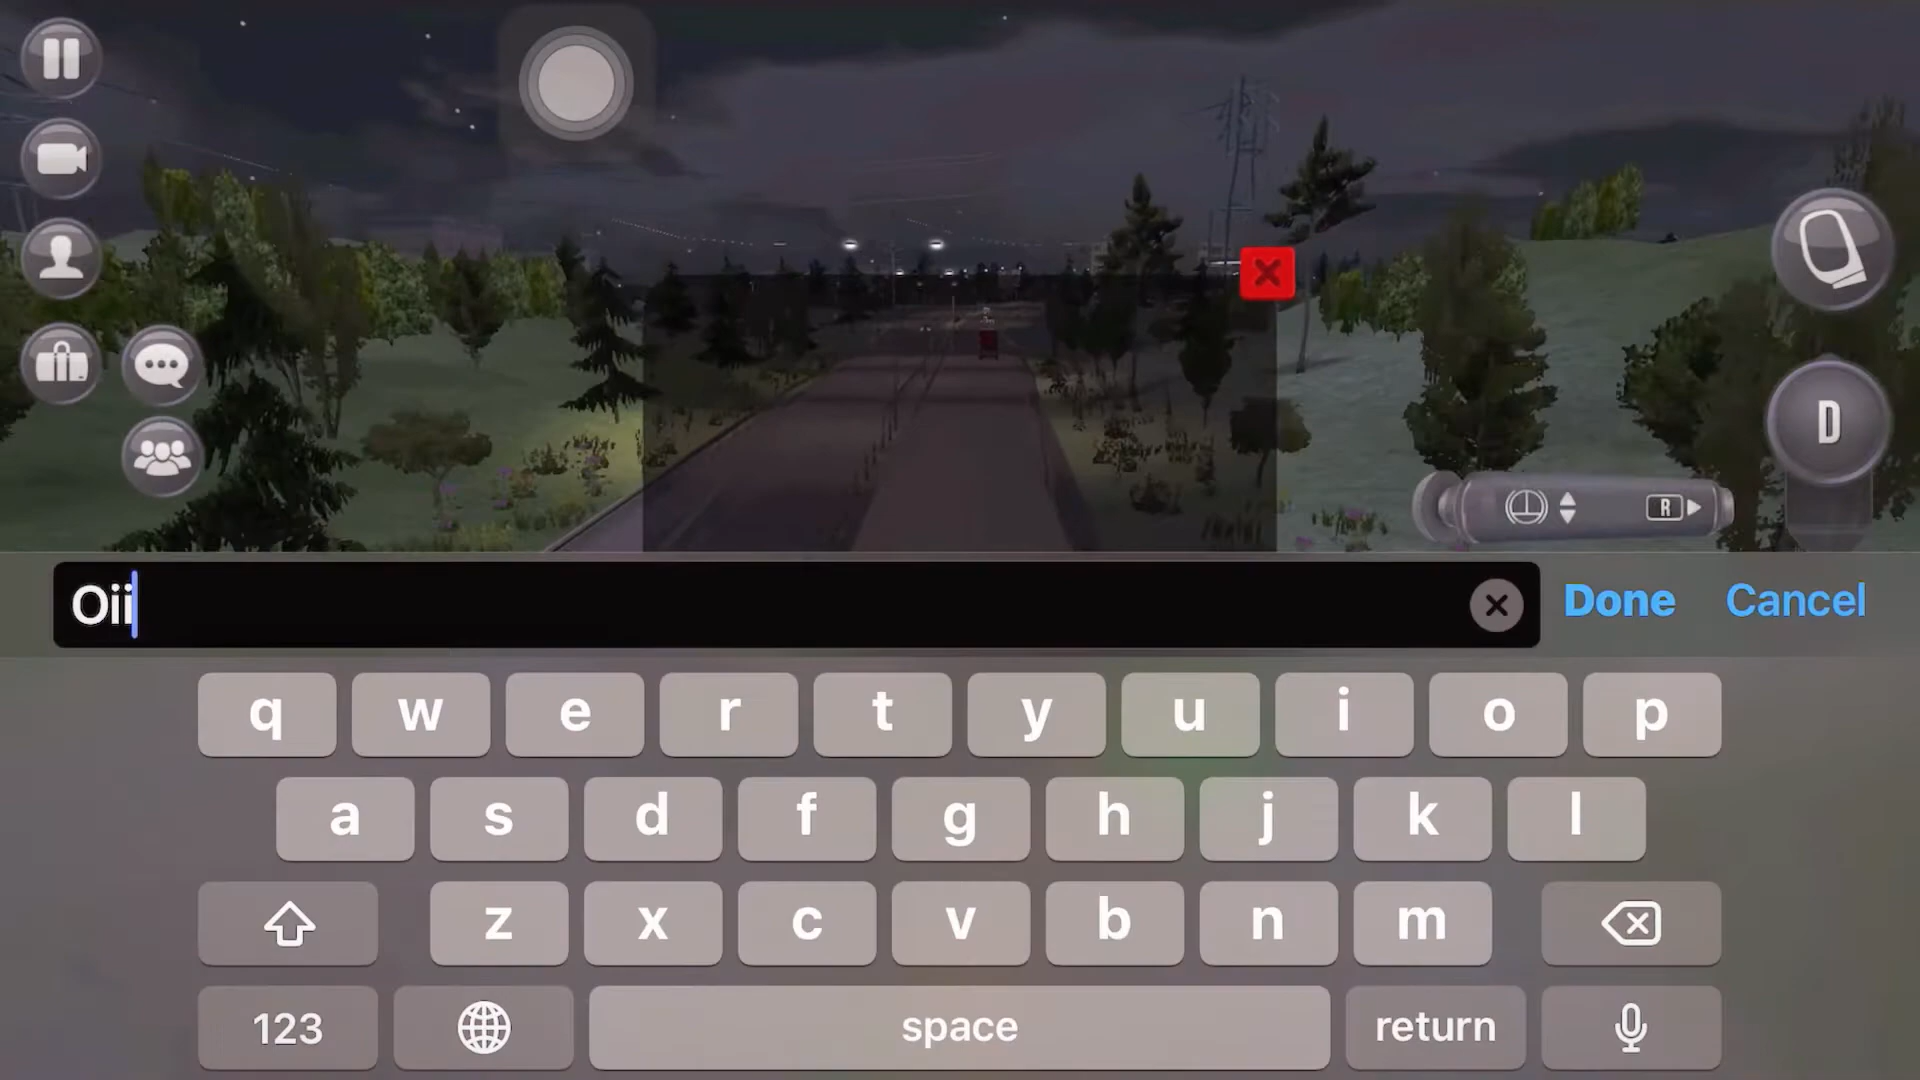 D
R
Oii
Done Cancel
q w e r t y u i o p
a s d f g h j k l
z x c v b n m
123 space return